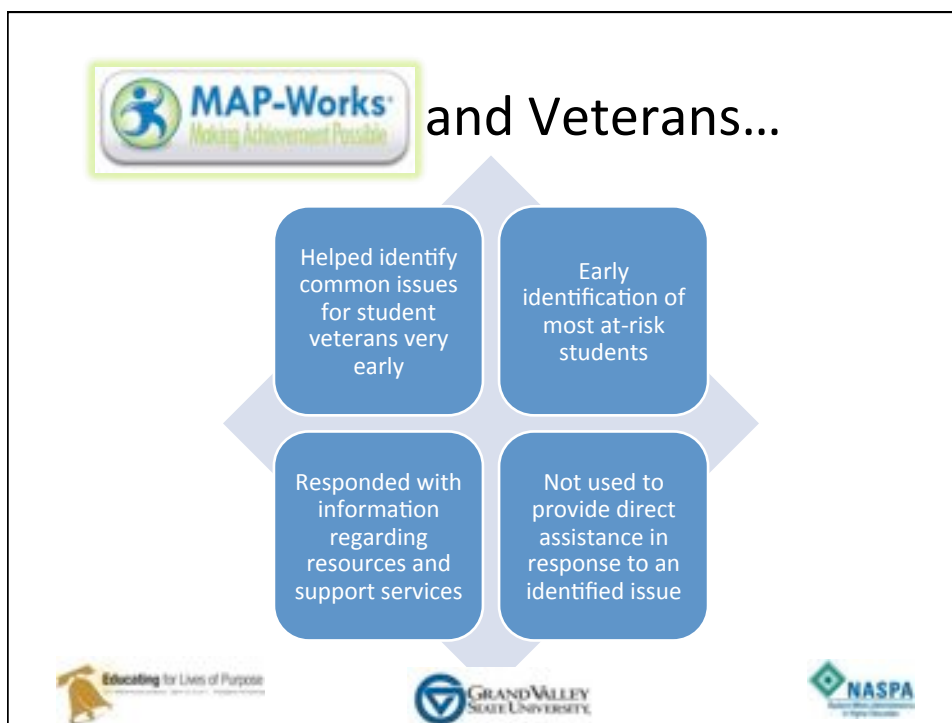 MAP-Works
Making Achievement Possible
and Veterans…
Helped identify
common issues
for student
veterans very
early
Early
identification of
most at-risk
students
Responded with
information
regarding
resources and
support services
Not used to
provide direct
assistance in
response to an
identified issue
Educating for Lives of Purpose
GRAND VALLEY
STATE UNIVERSITY
NASPA